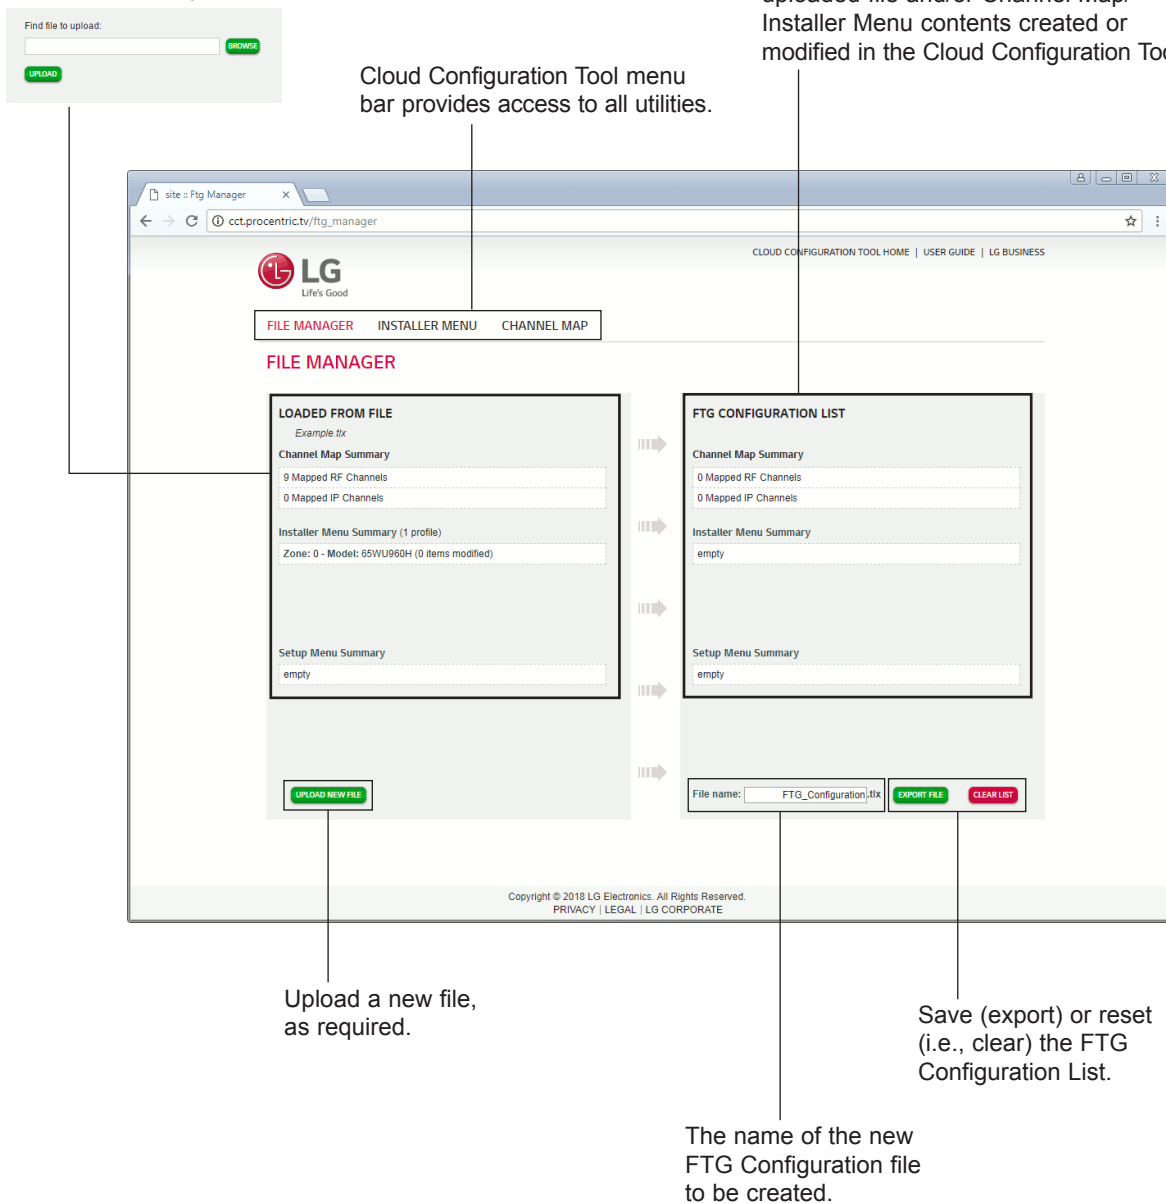 uploaded file and/or Channel Map/
Installer Menu contents created or
modified in the Cloud Configuration
Find file to upload:
BROWSE
UPLOAD
Cloud Configuration Tool menu
bar provides access to all utilities.
site :: Ftg Manager
cct.procentric.tv/ftg_manager
CLOUD CONFIGURATION TOOL HOME | USER GUIDE | LG BUSINESS
LG
Life's Good
FILE MANAGER INSTALLER MENU CHANNEL MAP
FILE MANAGER
LOADED FROM FILE
Example.tlx
Channel Map Summary
9 Mapped RF Channels
0 Mapped IP Channels
Installer Menu Summary (1 profile)
Zone: 0 - Model: 65WU960H (0 items modified)
Setup Menu Summary
empty
UPLOAD NEW FILE
FTG CONFIGURATION LIST
Channel Map Summary
0 Mapped RF Channels
0 Mapped IP Channels
Installer Menu Summary
empty
Setup Menu Summary
empty
File name: FTG_Configuration .tlx EXPORT FILE CLEAR LIST
Copyright © 2018 LG Electronics. All Rights Reserved.
PRIVACY | LEGAL | LG CORPORATE
Upload a new file,
as required.
Save (export) or reset
(i.e., clear) the FTG
Configuration List.
The name of the new
FTG Configuration file
to be created.